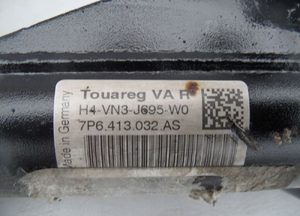 Touareg VA R
H4-VN3-J695-W0
7P6.413.032.AS
Made in Germany